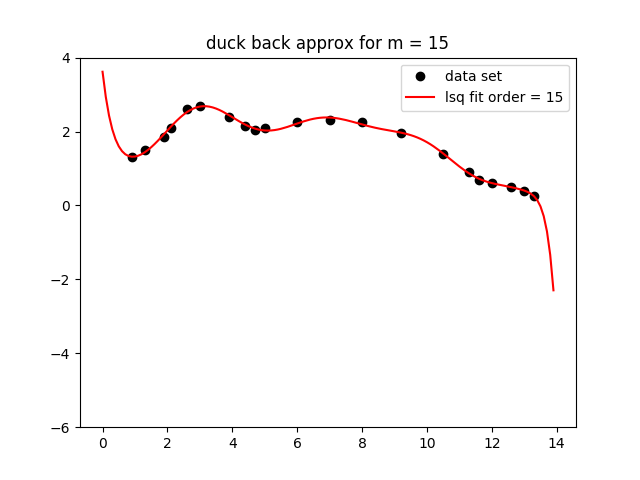 duck back approx for m = 15
data set
lsq fit order = 15
4
2
0
−2
−4
−6
0 2 4 6 8 10 12 14